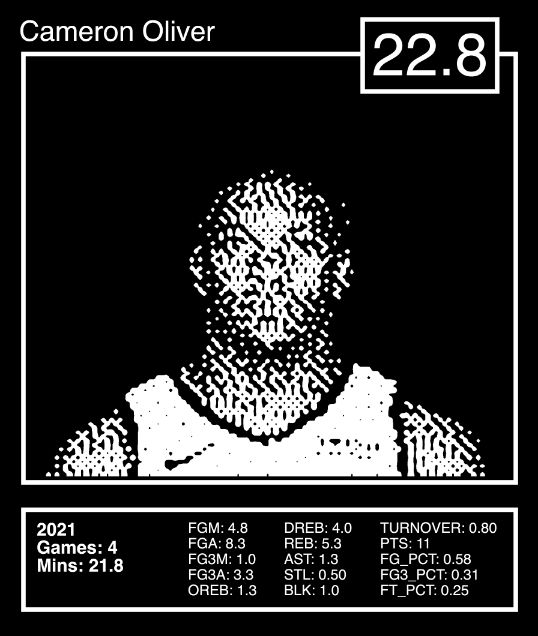 Cameron Oliver
22.8
2021
Games: 4
Mins: 21.8
FGM: 4.8
FGA: 8.3
FG3M: 1.0
FG3A: 3.3
OREB: 1.3
DREB: 4.0
REB: 5.3
AST: 1.3
STL: 0.50
BLK: 1.0
TURNOVER: 0.80
PTS: 11
FG_PCT: 0.58
FG3_PCT: 0.31
FT_PCT: 0.25